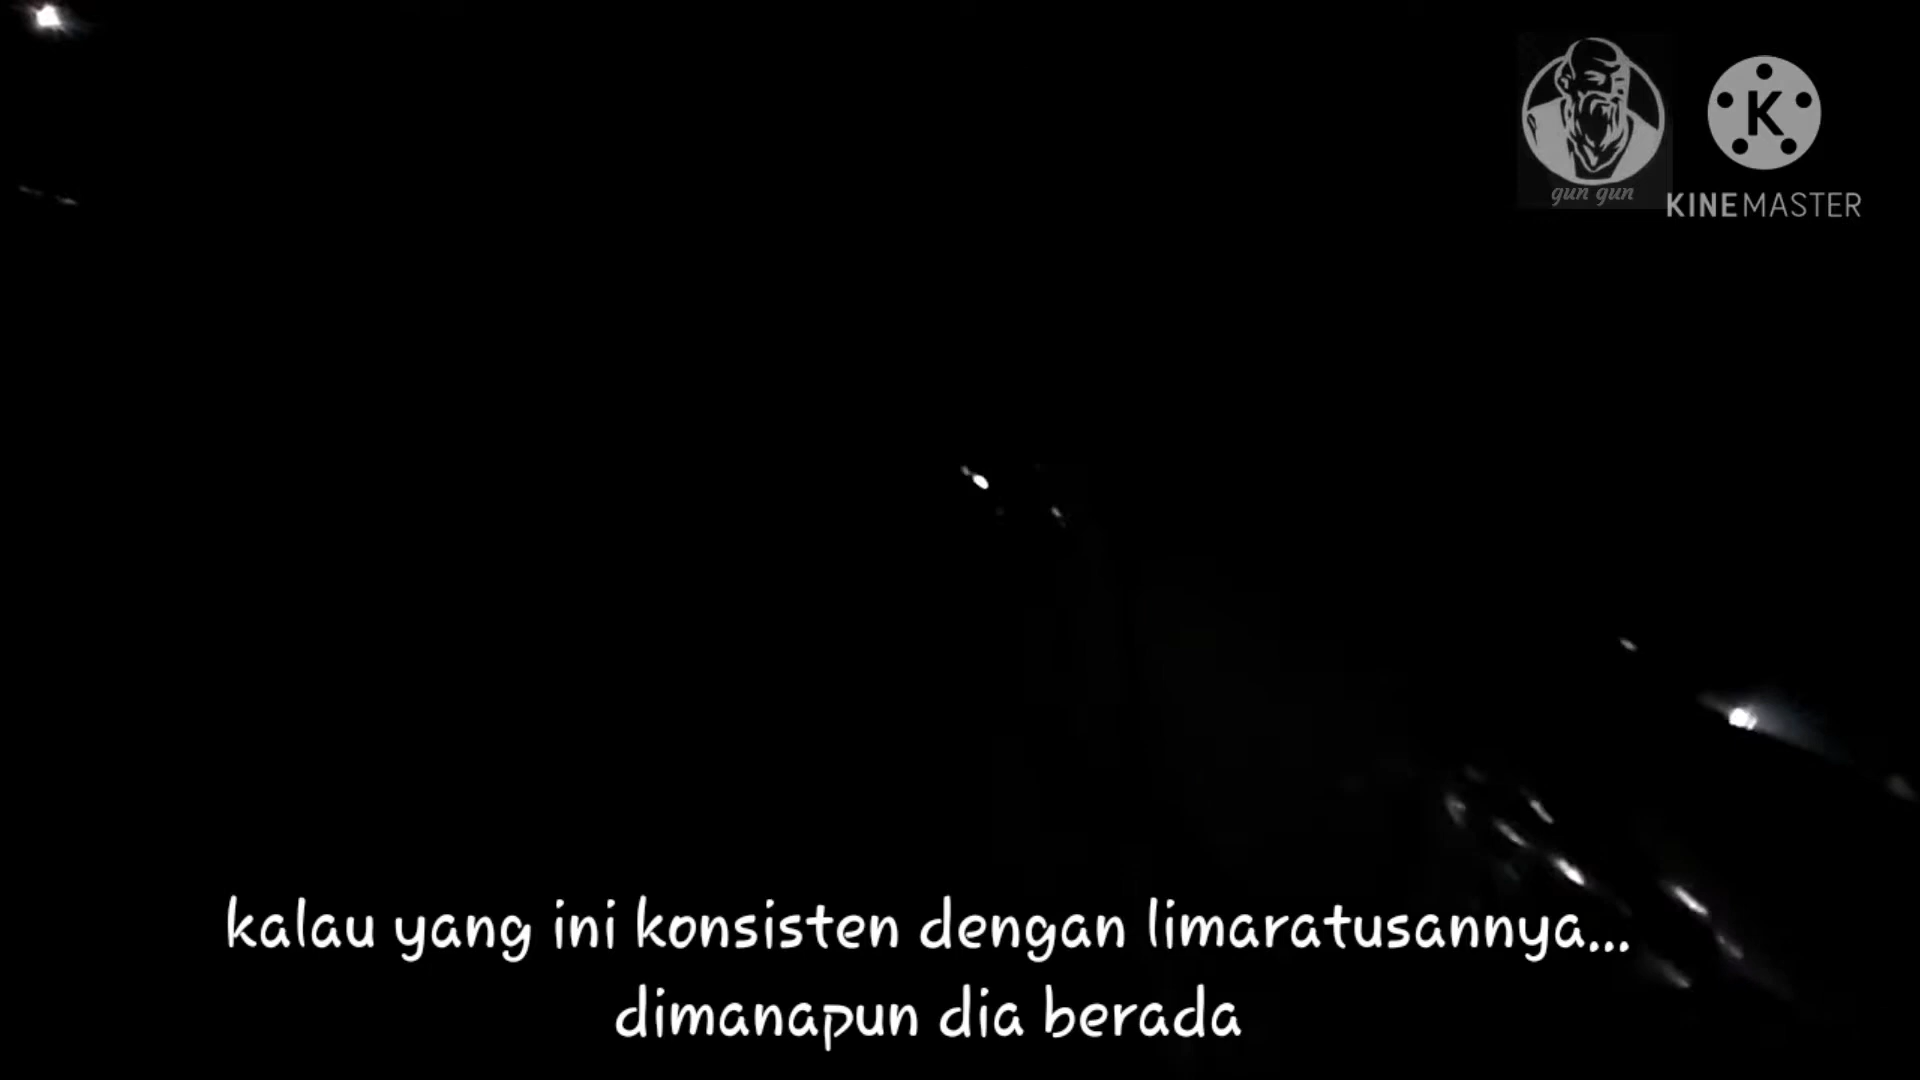 gun gun
K
KINEMASTER
kalau yang ini konsisten dengan limaratusannya...
dimanapun dia berada